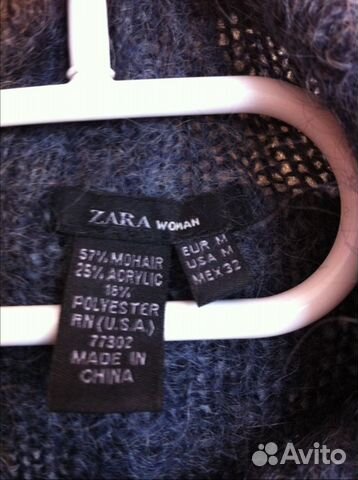 ZARA WOMAN
57% MOHAIR
25% ACRYLIC
18%
POLYESTER
RN(U.S.A)
77302
MADE IN
CHINA
EUR M
USA M
MEX 32
Avito